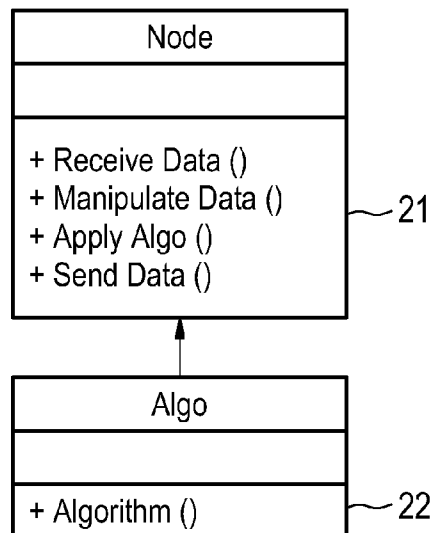 Node
+ Receive Data ()
+ Manipulate Data ()
+ Apply Algo ()
+ Send Data ()
21
Algo
+ Algorithm ()
22